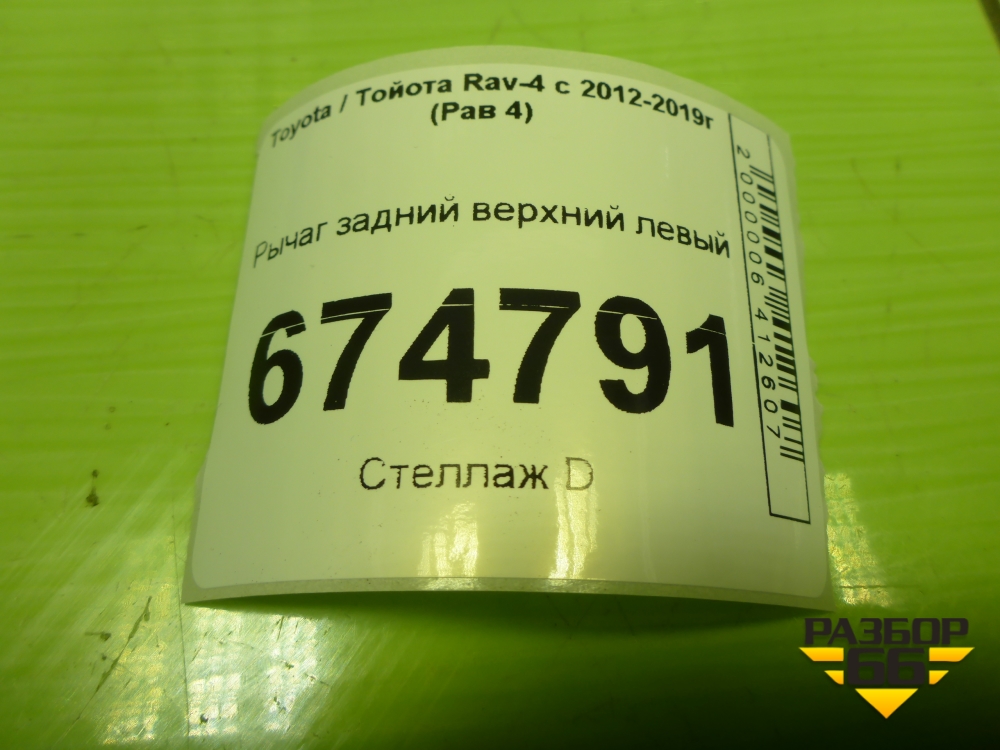 Toyota / Тойота Rav-4 с 2012-2019г
(Рав 4)
Рычаг задний верхний левый
674791
Стеллаж D
2000006412607
РАЗБОР
66